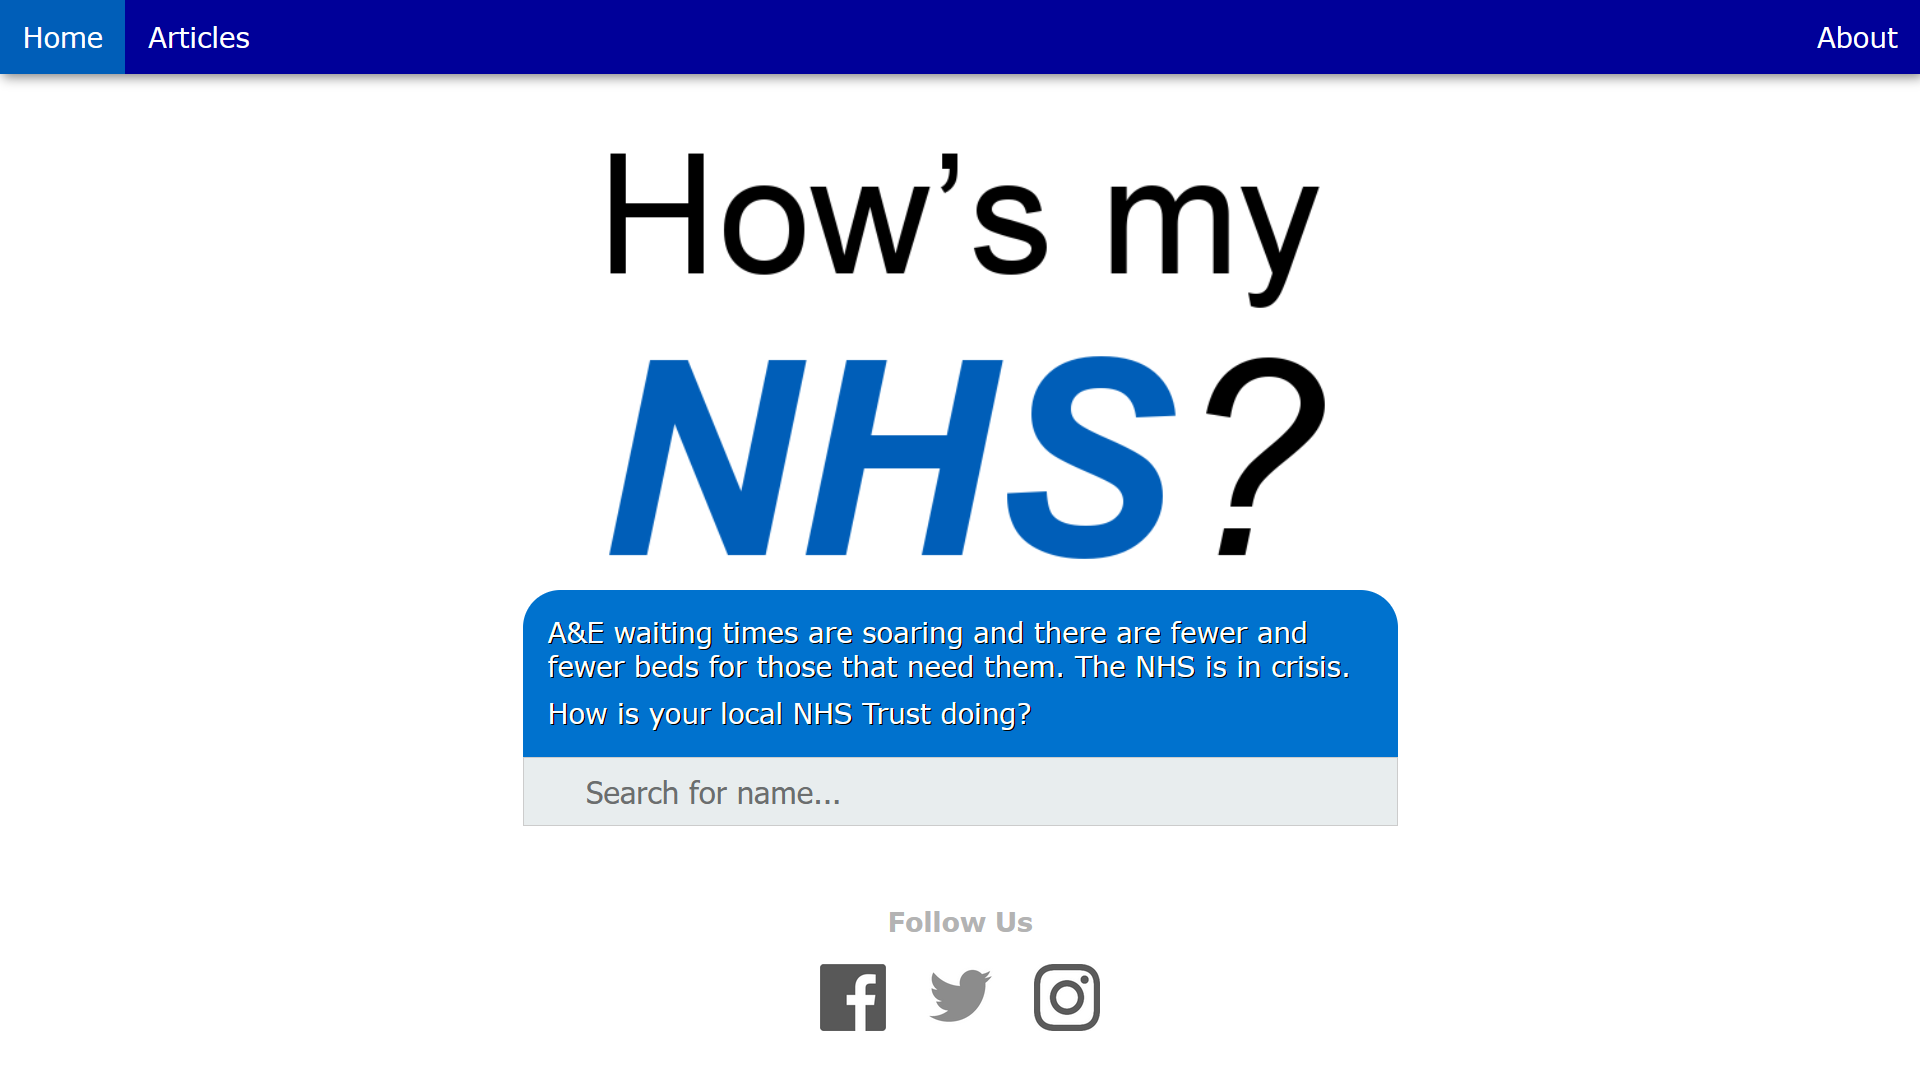 Home Articles About
How’s my
NHS?
A&E waiting times are soaring and there are fewer and
fewer beds for those that need them. The NHS is in crisis.
How is your local NHS Trust doing?
Search for name...
Follow Us